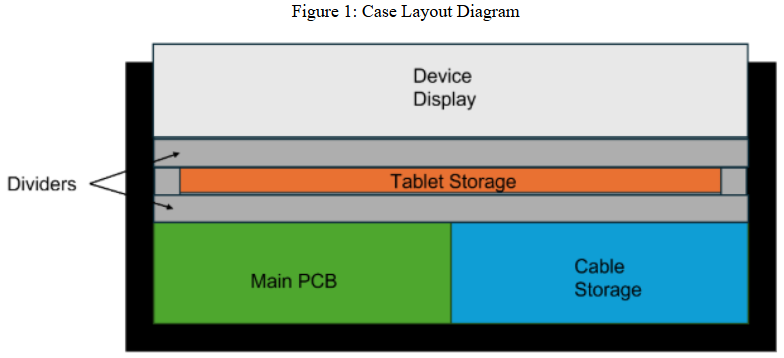 Figure 1: Case Layout Diagram
Device
Display
Dividers
Tablet Storage
Main PCB
Cable
Storage